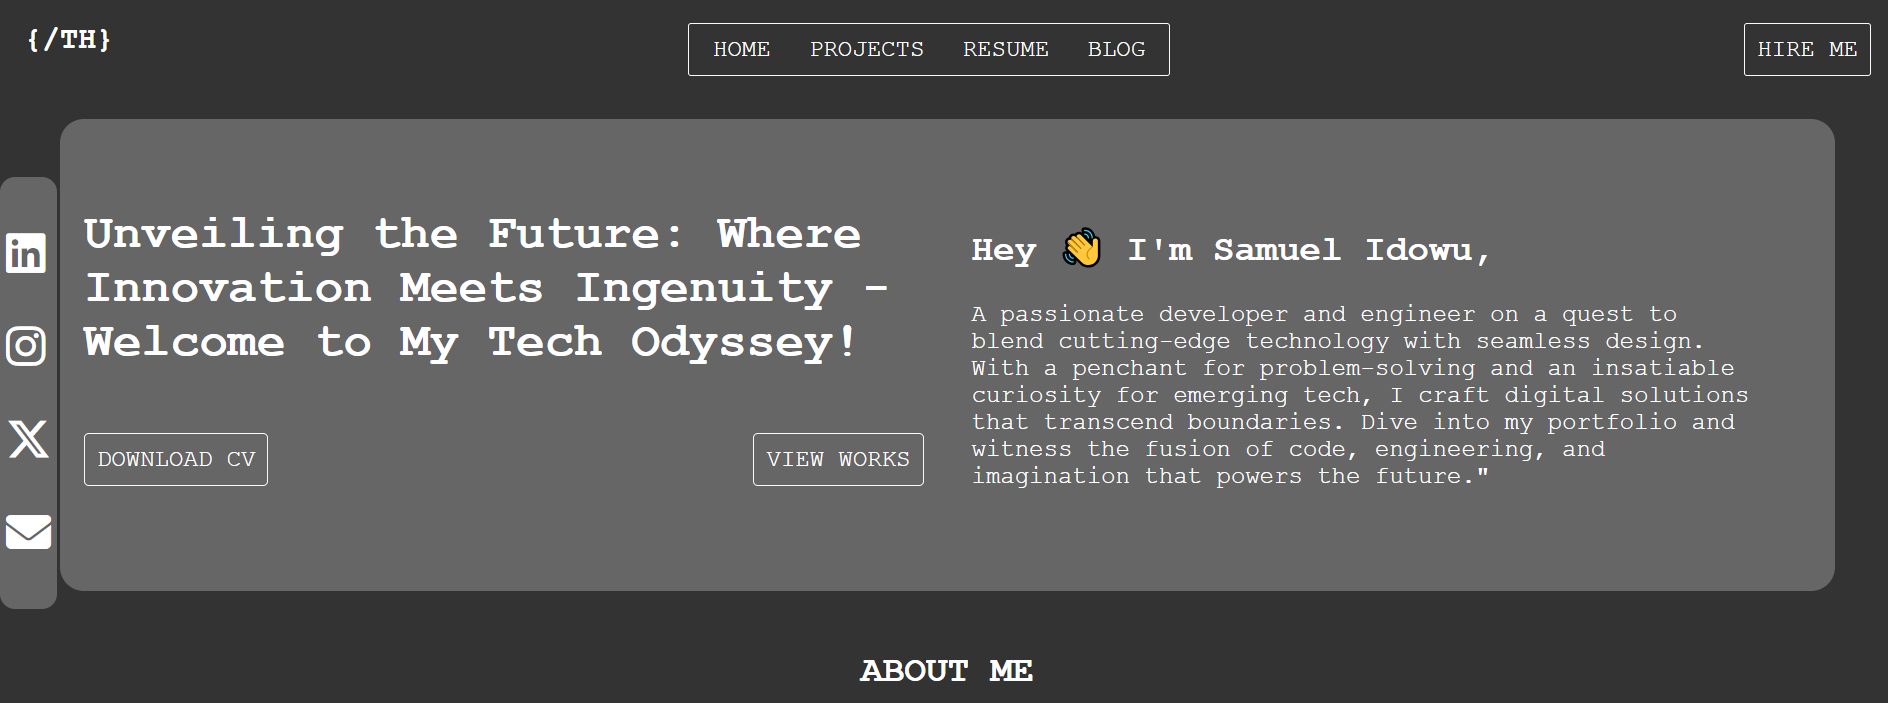 {/TH}
HOME PROJECTS RESUME BLOG
HIRE ME
Unveiling the Future: Where
Innovation Meets Ingenuity -
Welcome to My Tech Odyssey!
DOWNLOAD CV
VIEW WORKS
Hey 👋 I'm Samuel Idowu,
A passionate developer and engineer on a quest to
blend cutting-edge technology with seamless design.
With a penchant for problem-solving and an insatiable
curiosity for emerging tech, I craft digital solutions
that transcend boundaries. Dive into my portfolio and
witness the fusion of code, engineering, and
imagination that powers the future."
ABOUT ME